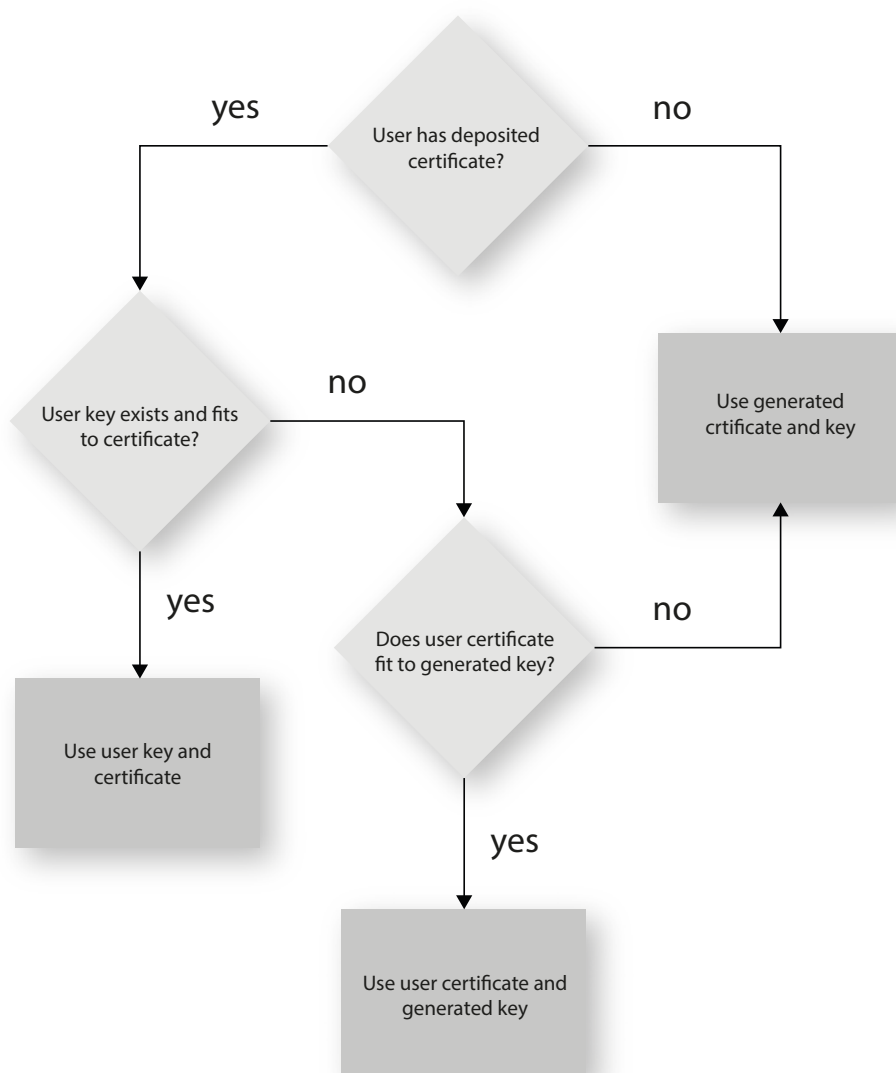 yes
no
User has deposited
certificate?
User key exists and fits
to certificate?
no
Use generated
crtificate and key
yes
Does user certificate
fit to generated key?
no
Use user key and
certificate
yes
Use user certificate and
generated key